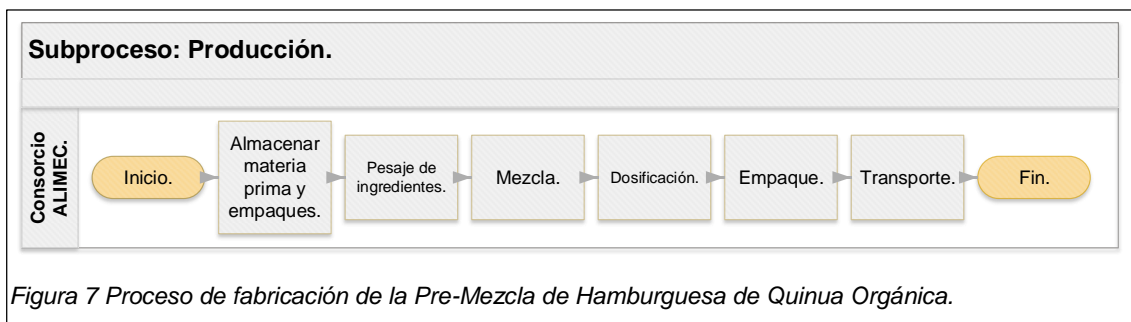 Subproceso: Producción.
Consorcio
ALIMEC.
Inicio.
Almacenar
materia
prima y
empaques.
Pesaje de
ingredientes.
Mezcla.
Dosificación.
Empaque.
Transporte.
Fin.
Figura 7 Proceso de fabricación de la Pre-Mezcla de Hamburguesa de Quinua Orgánica.